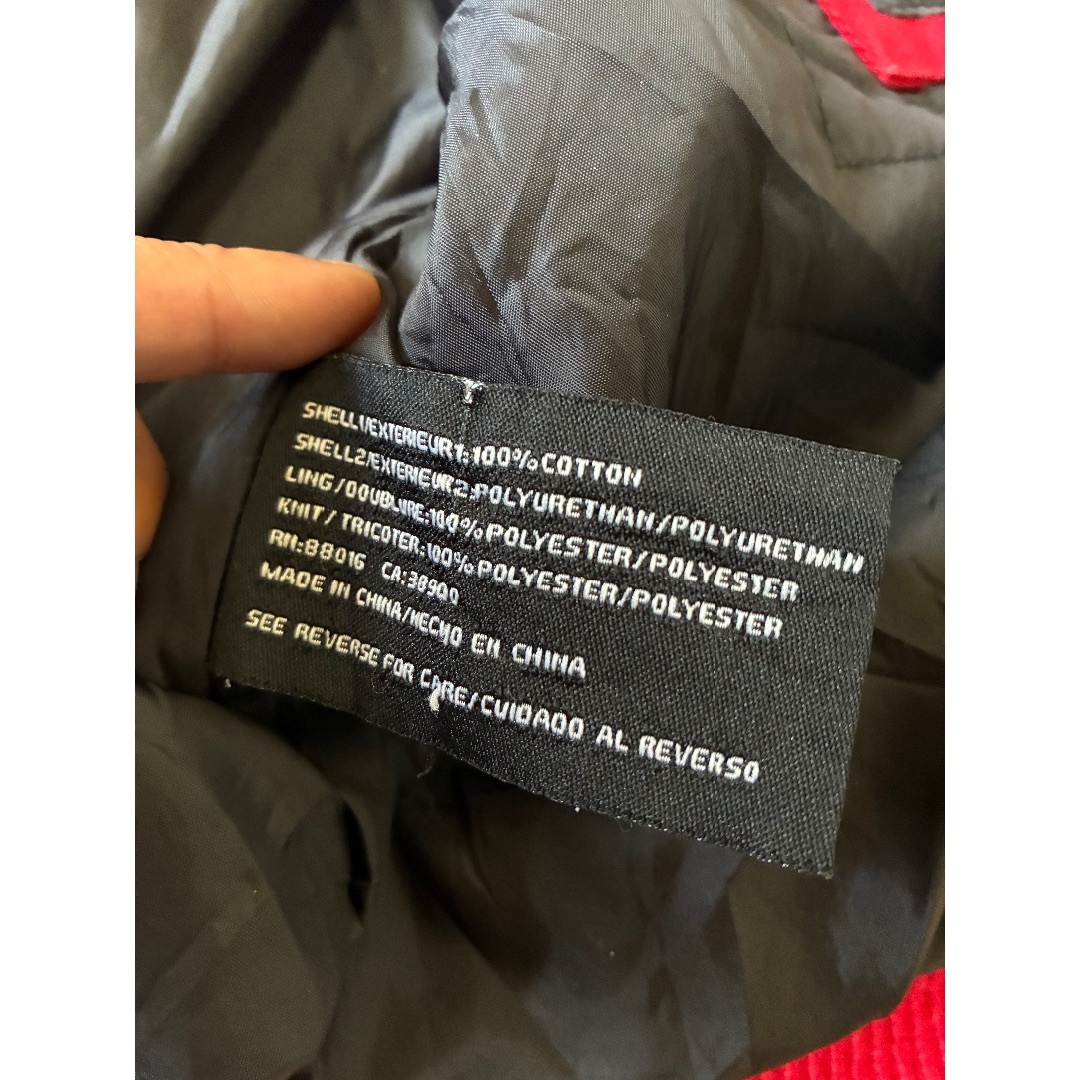 SHELL1/EXTERIEUR1:100%COTTON
SHELL2/EXTERIEUR2:POLYURETHAN/POLYURETHAN
LING/DOUBLURE:100%POLYESTER/POLYESTER
KNIT/TRICOTER:100%POLYESTER/POLYESTER
RN:88016 CA:38900
MADE IN CHINA/HECHO EN CHINA
SEE REVERSE FOR CARE/CUIDADO AL REVERSO